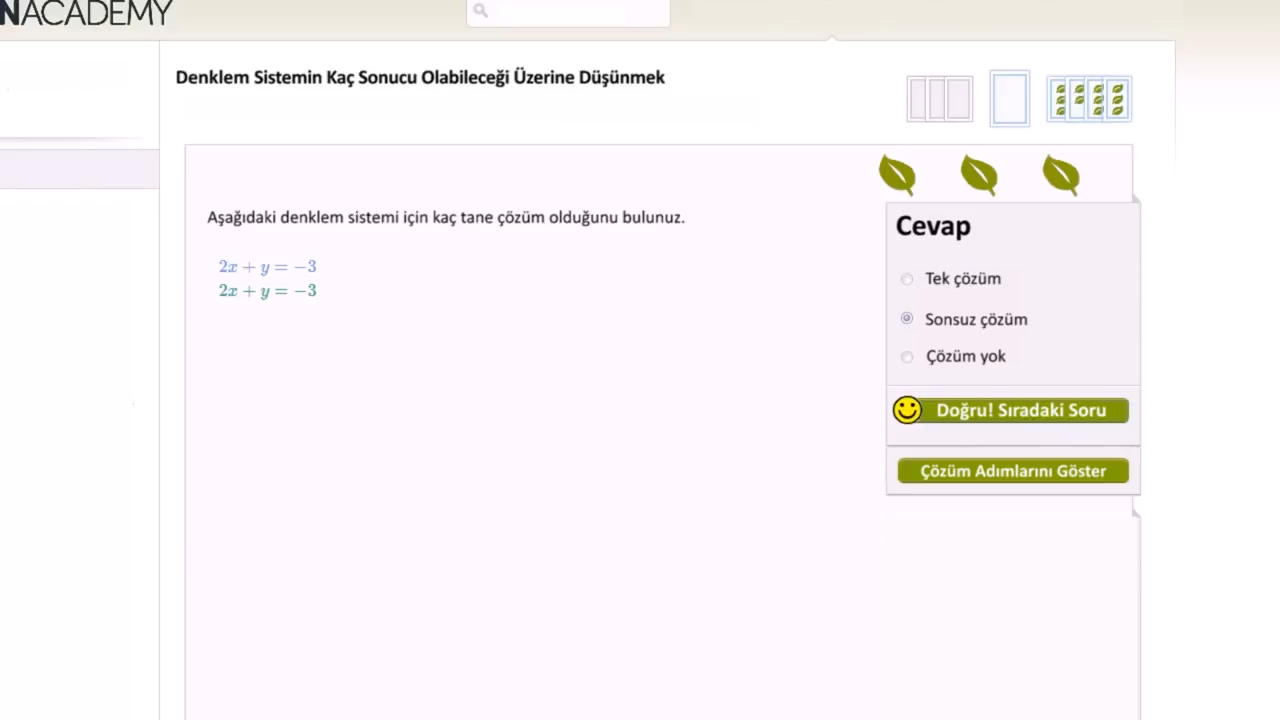 NACADEMY
Denklem Sistemin Kaç Sonucu Olabileceği Üzerine Düşünmek
Aşağıdaki denklem sistemi için kaç tane çözüm olduğunu bulunuz.
2x + y = −3
2x + y = −3
Cevap
Tek çözüm
Sonsuz çözüm
Çözüm yok
Doğru! Sıradaki Soru
Çözüm Adımlarını Göster